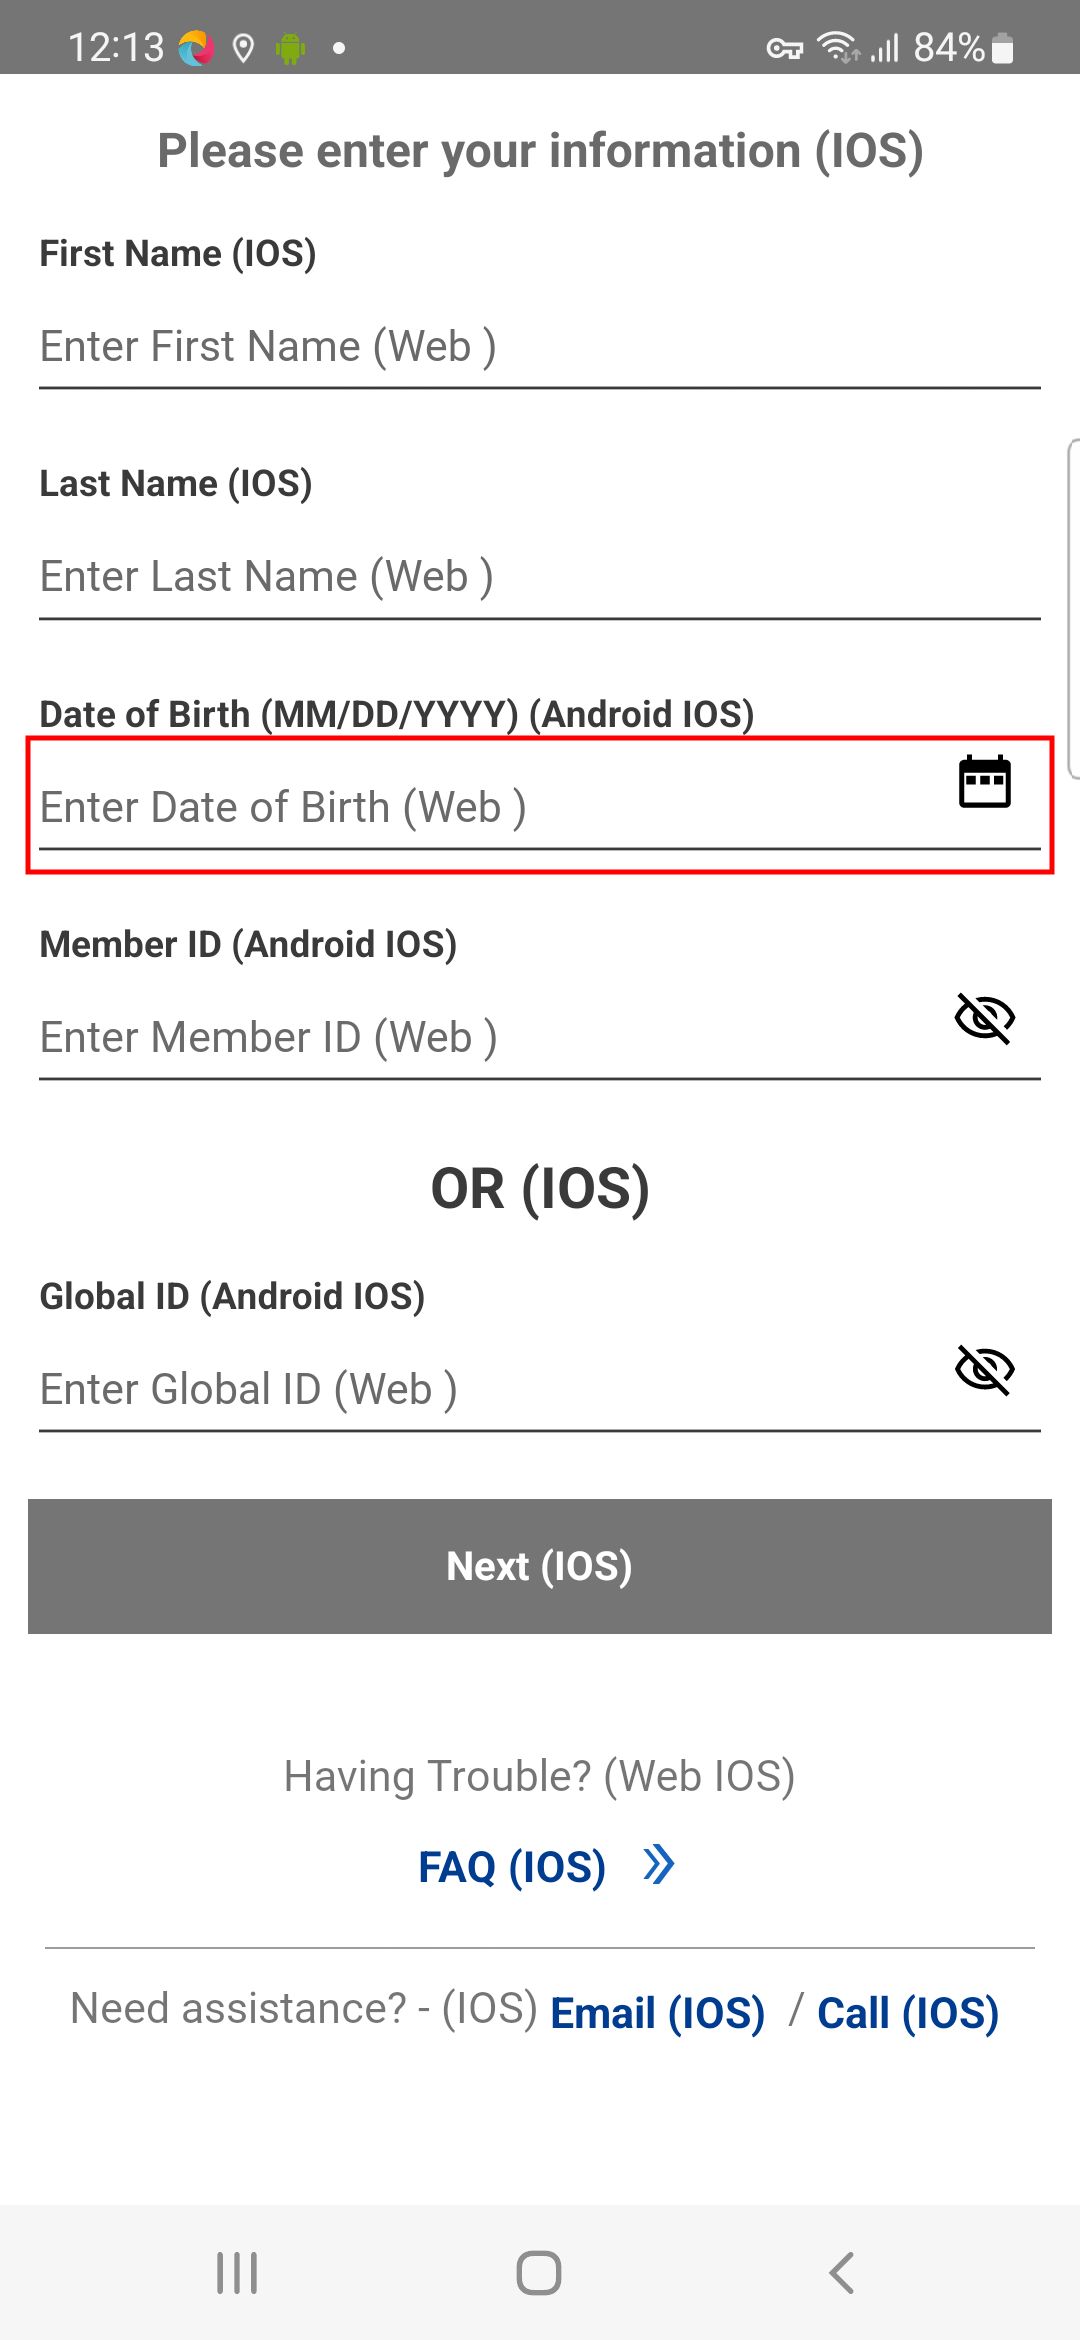 12:13
84%
Please enter your information (IOS)
First Name (IOS)
Enter First Name (Web )
Last Name (IOS)
Enter Last Name (Web )
Date of Birth (MM/DD/YYYY) (Android IOS)
Enter Date of Birth (Web )
Member ID (Android IOS)
Enter Member ID (Web )
OR (IOS)
Global ID (Android IOS)
Enter Global ID (Web )
Next (IOS)
Having Trouble? (Web IOS)
FAQ (IOS)
Need assistance? - (IOS) Email (IOS) / Call (IOS)